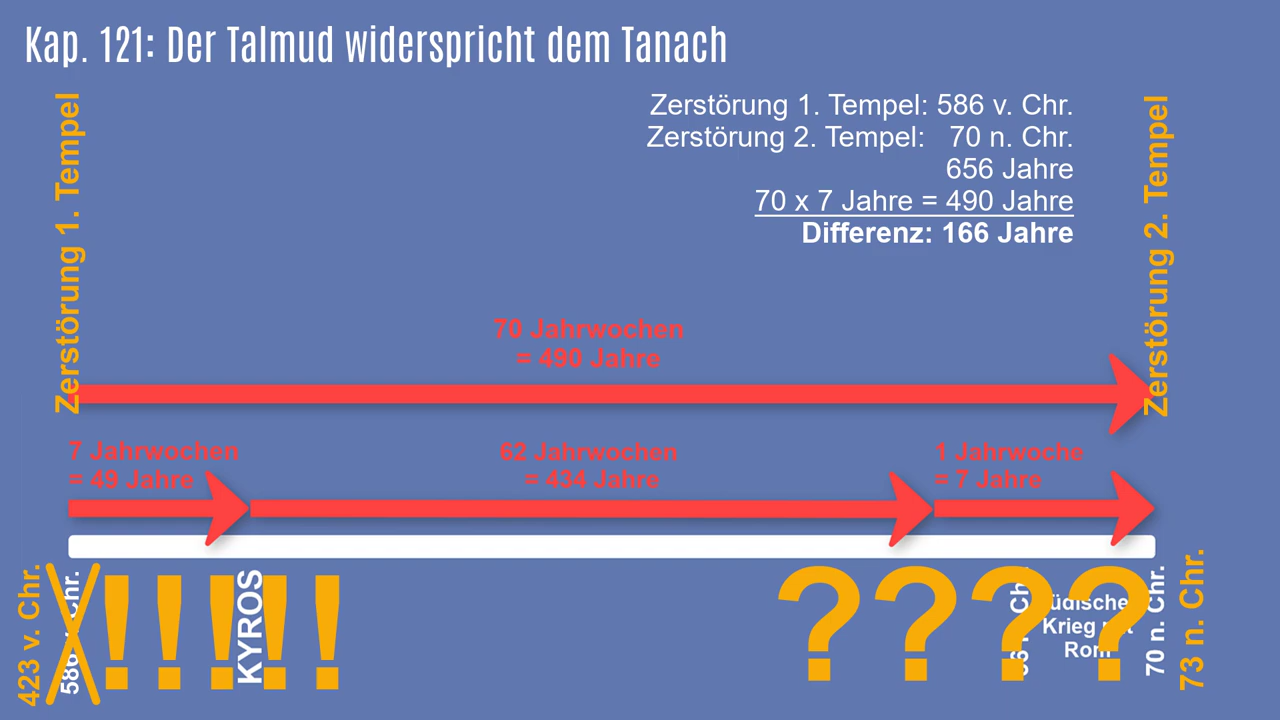 Kap. 121: Der Talmud widerspricht dem Tanach
Zerstörung 1. Tempel
Zerstörung 1. Tempel: 586 v. Chr.
Zerstörung 2. Tempel: 70 n. Chr.
656 Jahre
70 x 7 Jahre = 490 Jahre
Differenz: 166 Jahre
Zerstörung 2. Tempel
70 Jahrwochen
= 490 Jahre
7 Jahrwochen
= 49 Jahre
62 Jahrwochen
= 434 Jahre
1 Jahrwoche
= 7 Jahre
423 v. Chr.
586 v. Chr.
!!!!!
KYROS
????
Krieg
Rom
70 n. Chr.
73 n. Chr.